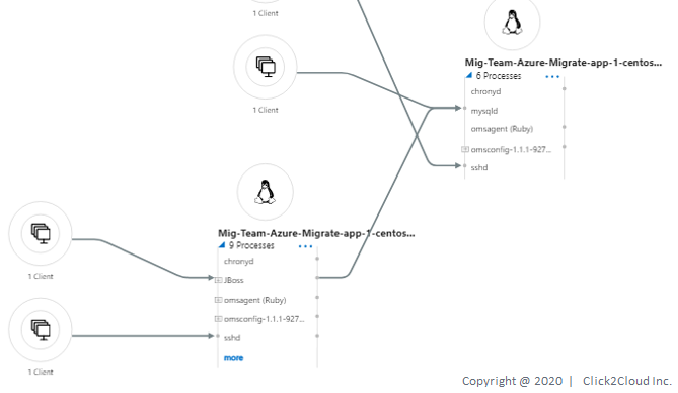 1 Client
1 Client
Mig-Team-Azure-Migrate-app-1-centos...
6 Processes
chronyd
mysqld
omsagent (Ruby)
omsconfig-1.1.1-927...
sshd
Mig-Team-Azure-Migrate-app-1-centos...
9 Processes
chronyd
JBoss
omsagent (Ruby)
omsconfig-1.1.1-927...
sshd
more
1 Client
1 Client
Copyright @ 2020 | Click2Cloud Inc.